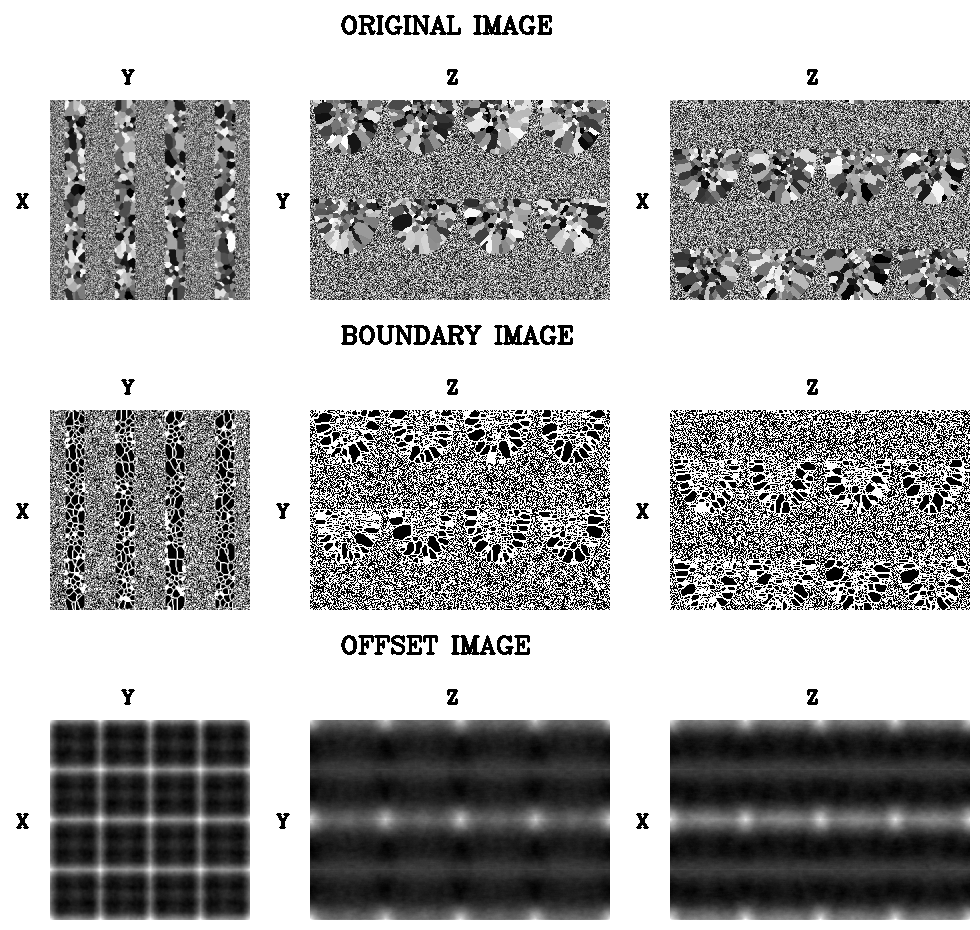 ORIGINAL IMAGE
Y Z Z
X Y X
BOUNDARY IMAGE
Y Z Z
X Y X
OFFSET IMAGE
Y Z Z
X Y X